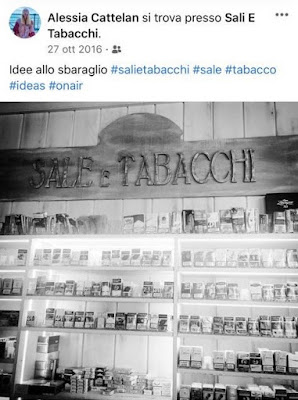 Alessia Cattelan si trova presso Sali E
Tabacchi.
27 ott 2016 ·
Idee allo sbaraglio #salietabacchi #sale #tabacco
#ideas #onair
SALE E TABACCHI